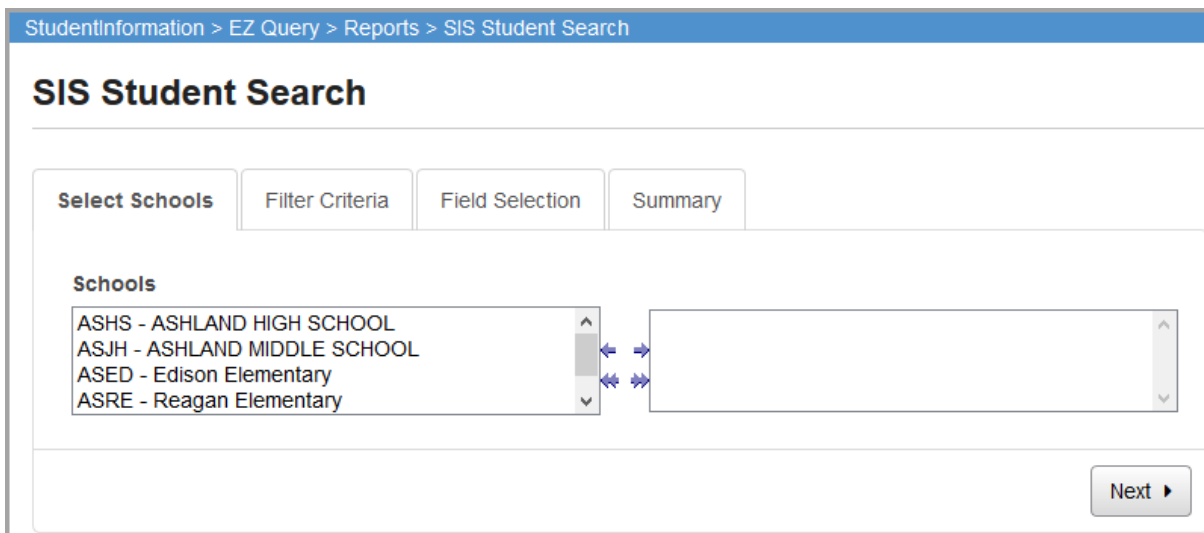 StudentInformation > EZ Query > Reports > SIS Student Search
SIS Student Search
Select Schools
Filter Criteria
Field Selection
Summary
Schools
ASHS - ASHLAND HIGH SCHOOL
ASJH - ASHLAND MIDDLE SCHOOL
ASED - Edison Elementary
ASRE - Reagan Elementary
Next